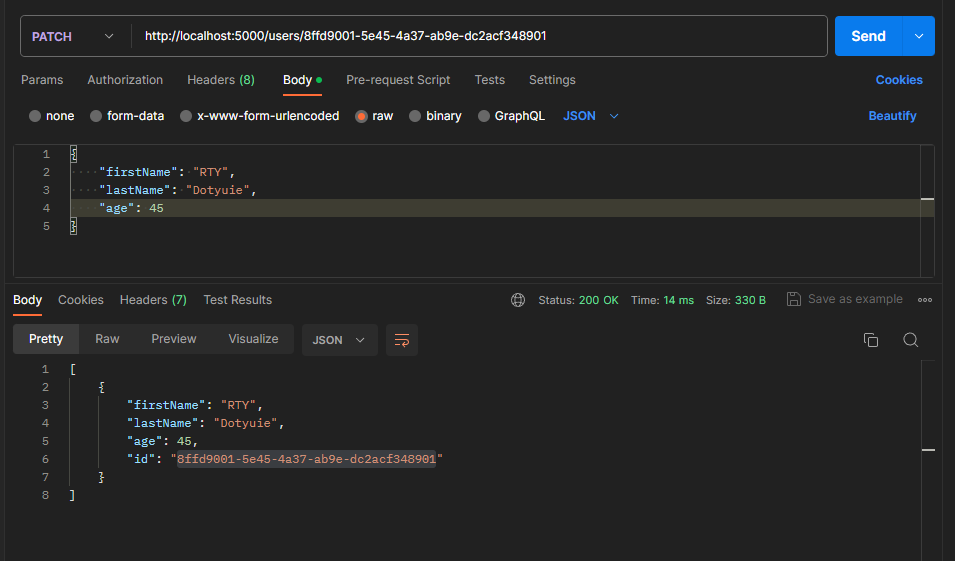 PATCH http://localhost:5000/users/8ffd9001-5e45-4a37-ab9e-dc2acf348901 Send
Params Authorization Headers (8) Body Pre-request Script Tests Settings Cookies
none form-data x-www-form-urlencoded raw binary GraphQL JSON Beautify
1 {
2 "firstName": "RTY",
3 "lastName": "Dotyuie",
4 "age": 45
5 }
Body Cookies Headers (7) Test Results Status: 200 OK Time: 14 ms Size: 330 B Save as example
Pretty Raw Preview Visualize JSON
1 [
2 {
3 "firstName": "RTY",
4 "lastName": "Dotyuie",
5 "age": 45,
6 "id": "8ffd9001-5e45-4a37-ab9e-dc2acf348901"
7 }
8 ]